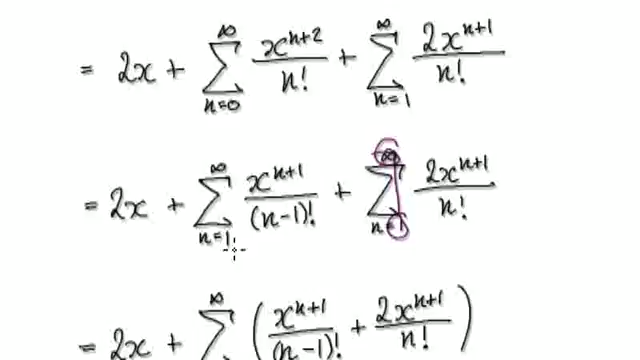 = 2x + ∑_{n=0}^{∞} x^{n+2}/n! + ∑_{n=1}^{∞} 2x^{n+1}/n!
= 2x + ∑_{n=1}^{∞} x^{n+1}/(n-1)! + ∑_{n=1}^{∞} 2x^{n+1}/n!
= 2x + ∑^{∞} (x^{n+1}/(n-1)! + 2x^{n+1}/n!)